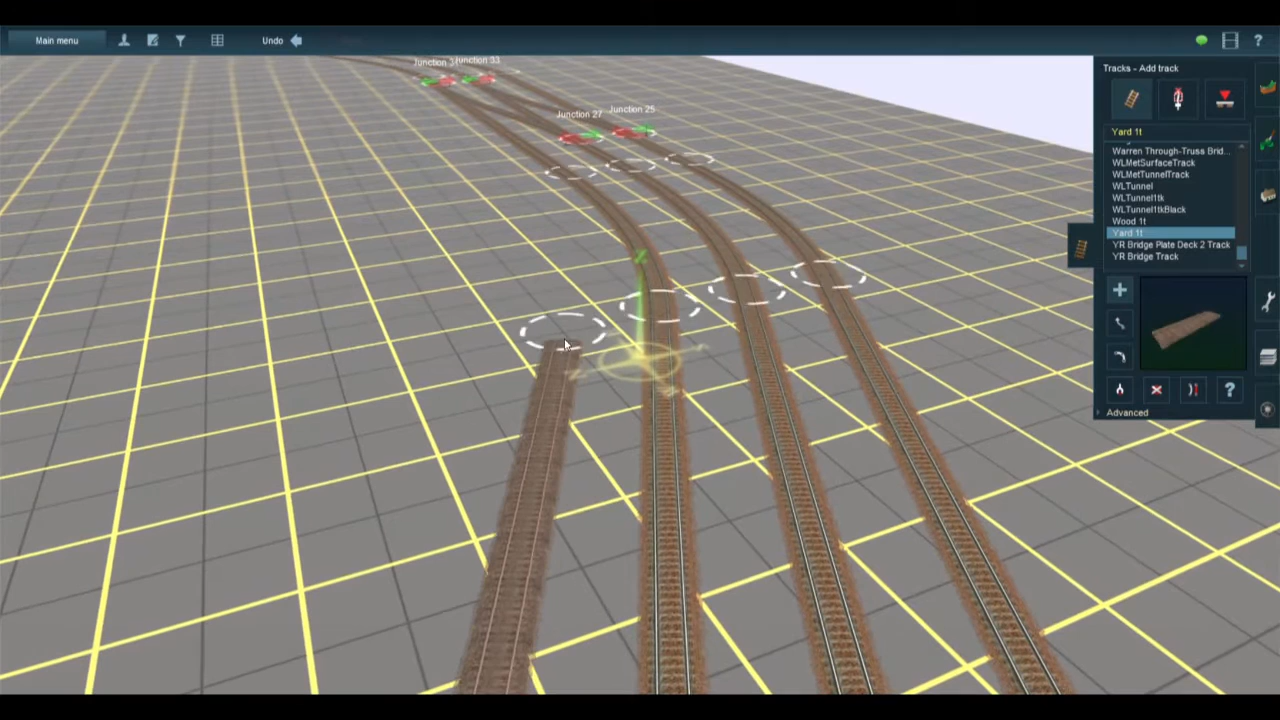 Main menu
Undo
?
Tracks - Add track
Yard 1t
Warren Through-Truss Brid...
WLMetSurfaceTrack
WLMetTunnelTrack
WLTunnel
WLTunnel1tk
WLTunnel1tkBlack
Wood 1t
Yard 1t
YR Bridge Plate Deck 2 Track
YR Bridge Track
?
Advanced
Junction
Junction 33
Junction 27
Junction 25